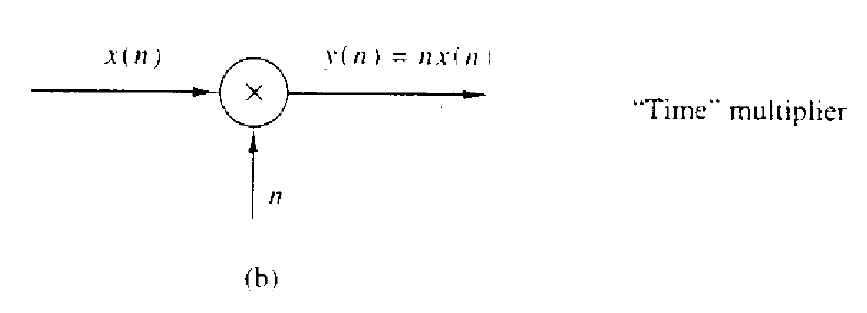 x(n)
y(n) = nx(n)
"Time" multiplier
n
(b)